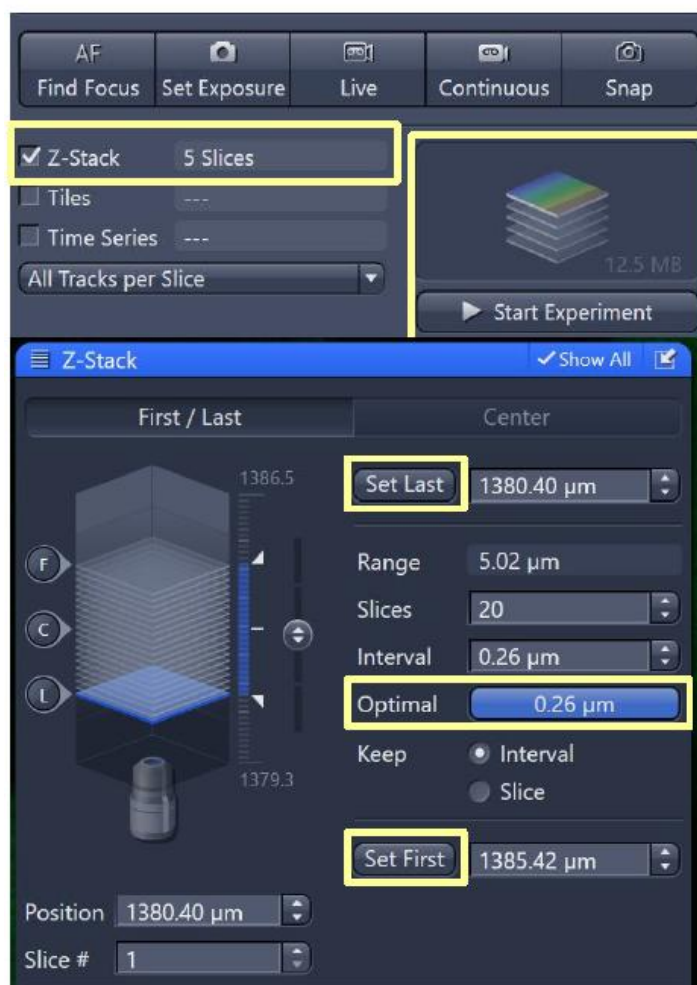 AF
Find Focus Set Exposure Live Continuous Snap
Z-Stack 5 Slices
Tiles ---
Time Series ---
12.5 MB
All Tracks per Slice
Start Experiment
Z-Stack Show All
First / Last Center
1386.5
Set Last 1380.40 µm
F
Range 5.02 µm
Slices 20
C
Interval 0.26 µm
L
Optimal 0.26 µm
Keep Interval
1379.3
Slice
Set First 1385.42 µm
Position 1380.40 µm
Slice # 1